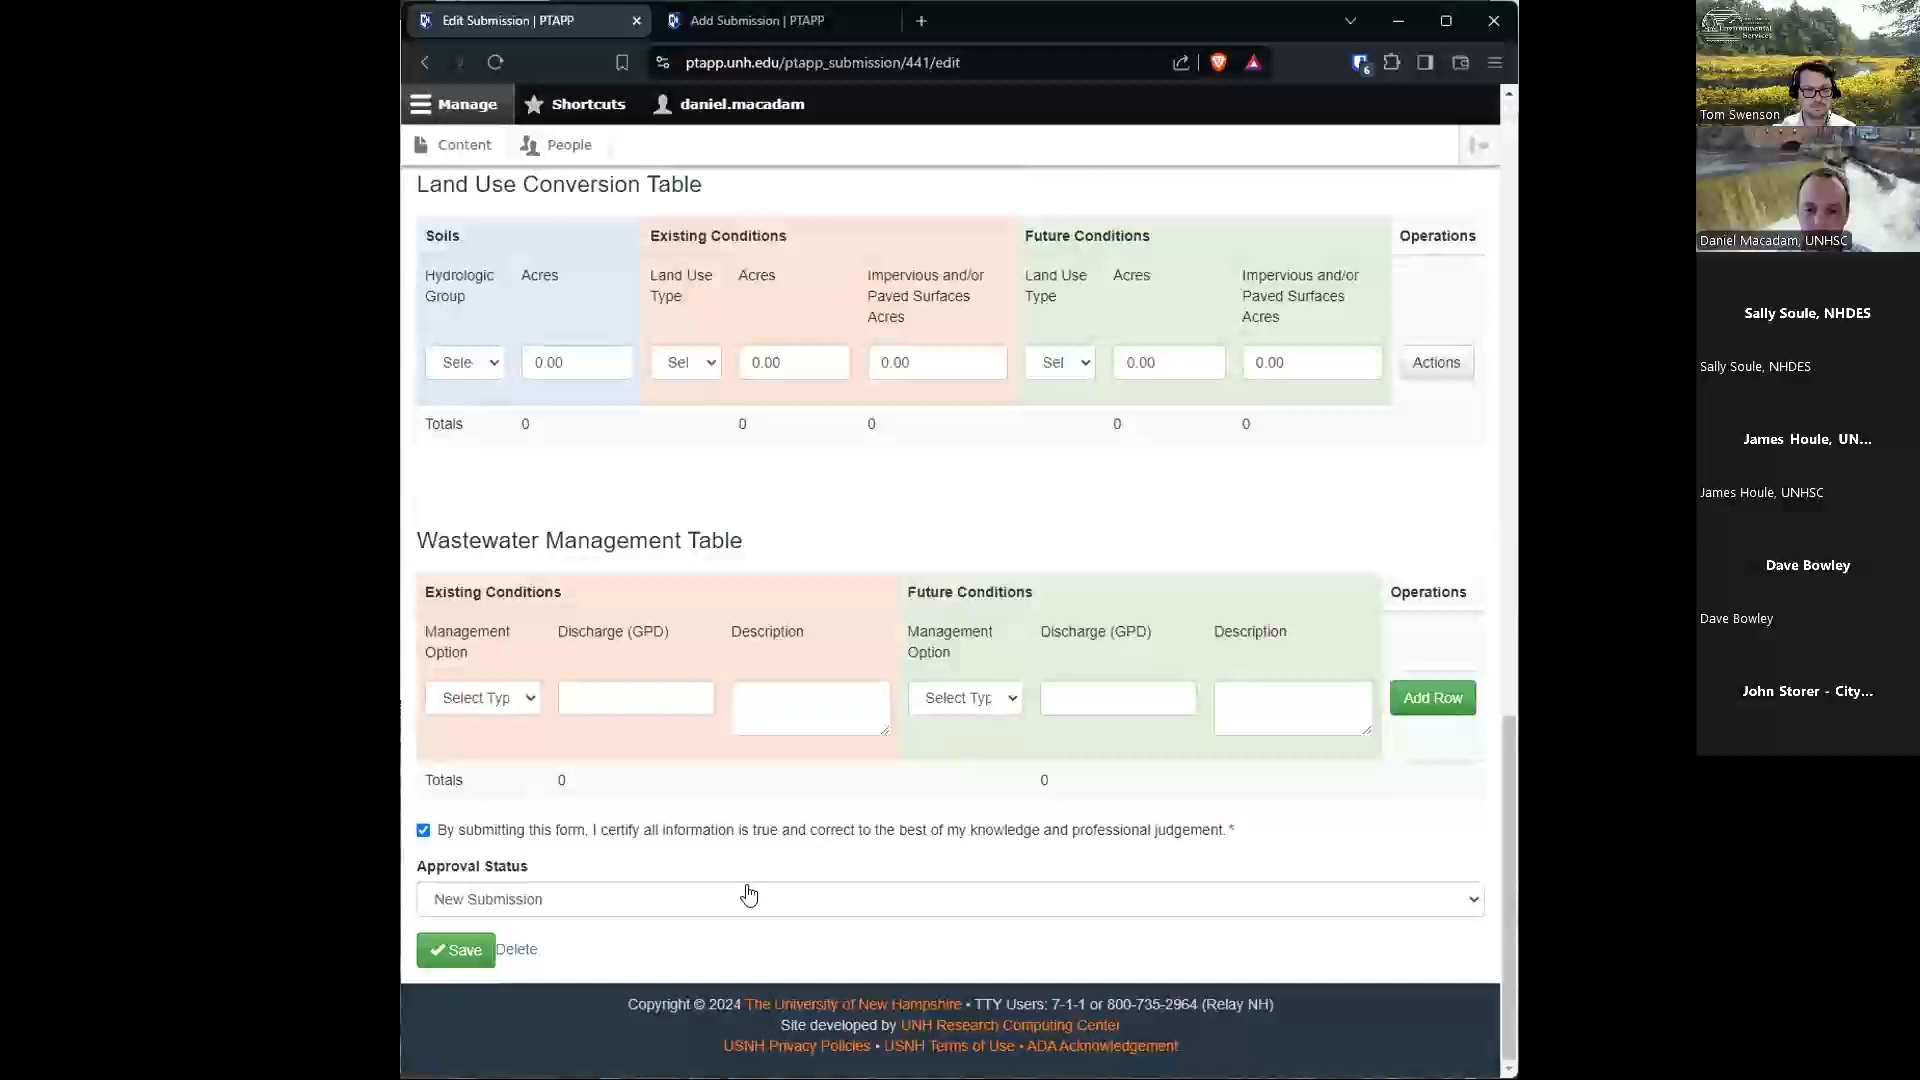 Edit Submission | PTAPP
Add Submission | PTAPP
ptapp.unh.edu/ptapp_submission/441/edit
6
Manage
Shortcuts
daniel.macadam
Content
People
Land Use Conversion Table
Soils
Existing Conditions
Future Conditions
Operations
Hydrologic Group
Acres
Land Use Type
Acres
Impervious and/or Paved Surfaces Acres
Land Use Type
Acres
Impervious and/or Paved Surfaces Acres
Sele
0.00
Sel
0.00
0.00
Sel
0.00
0.00
Actions
Totals
0
0
0
0
0
Wastewater Management Table
Existing Conditions
Future Conditions
Operations
Management Option
Discharge (GPD)
Description
Management Option
Discharge (GPD)
Description
Select Typ
Select Typ
Add Row
Totals
0
0
By submitting this form, I certify all information is true and correct to the best of my knowledge and professional judgement. *
Approval Status
New Submission
Save
Delete
Copyright © 2024 The University of New Hampshire • TTY Users: 7-1-1 or 800-735-2964 (Relay NH)
Site developed by UNH Research Computing Center
USNH Privacy Policies • USNH Terms of Use • ADA Acknowledgement
Environmental
Services
Tom Swenson
Daniel Macadam, UNHSC
Sally Soule, NHDES
Sally Soule, NHDES
James Houle, UN...
James Houle, UNHSC
Dave Bowley
Dave Bowley
John Storer - City...